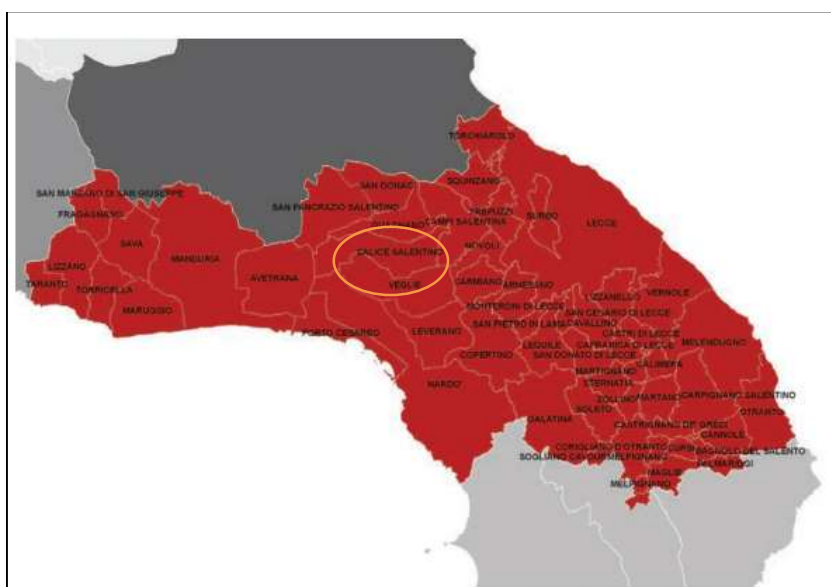 TORCHIAROLO
SAN DONAC
SQUINZANO
SAN MARZANO DI SAN GIUSEPPE
SAN PANCRAZIO SALENTINO
FRAGAGNANO
TREPUZZI
SURBO
LECCE
GUAGNANO
CAMPI SALENTINA
SAVA
NOVOLI
SALICE SALENTINO
MANDURIA
LIZZANO
AVETRANA
TARANTO
TORRICELLA
VEGLIE
CARMIANO
ARNESANO
LIZZANELLO
VERNOLE
MARUGGIO
MONTERONI DI LECCE
SAN CESARIO DI LECCE
SAN PIETRO IN LAMA
CAVALLINO
PORTO CESAREO
LEVERANO
CASTRI DI LECCE
LEQUILE
CAPRARICA DI LECCE
MELENDUGNO
COPERTINO
SAN DONATO DI LECCE
CALIMERA
MARTIGNANO
NARDO'
STERNATIA
ZOLLINO
MARTANO
CARPIGNANO SALENTINO
SOLETO
OTRANTO
GALATINA
CASTRIGNANO DE' GRECI
CANNOLE
CORIGLIANO D'OTRANTO
CURSI
BAGNOLO DEL SALENTO
SOGLIANO CAVOUR
MELPIGNANO
PALMARIGGI
MAGLIE
MELPIGNANO